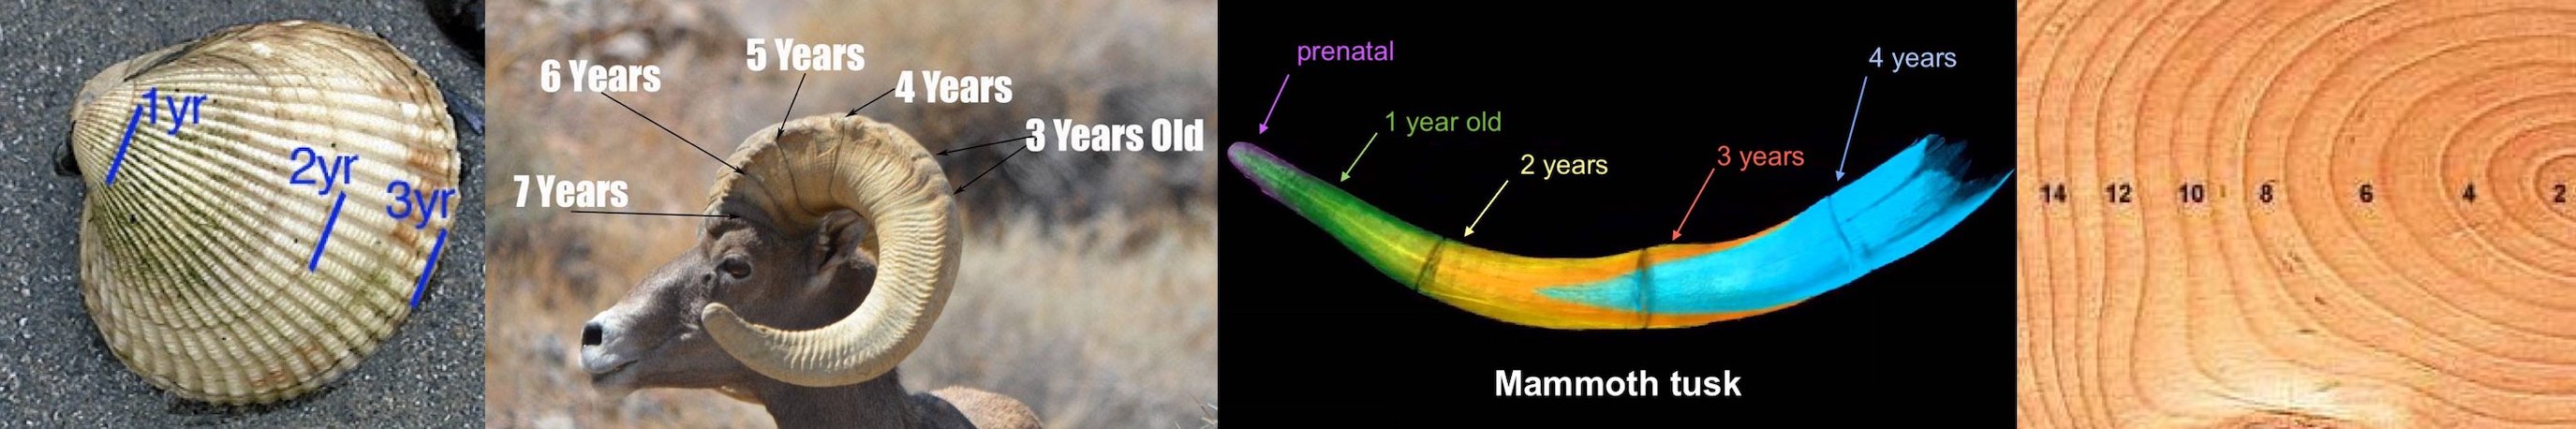 1yr
2yr
3yr
5 Years
6 Years
4 Years
3 Years Old
7 Years
prenatal
4 years
1 year old
3 years
2 years
Mammoth tusk
14 12 10 8 6 4 2